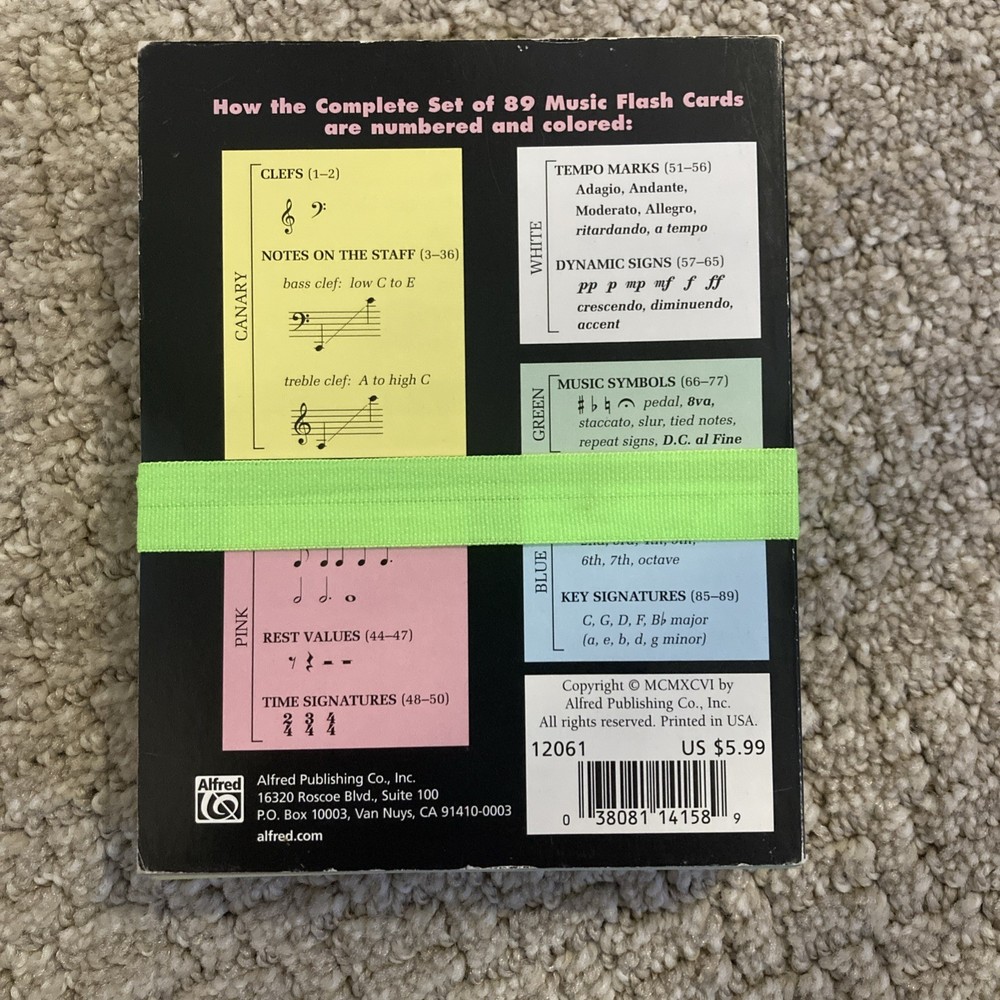 How the Complete Set of 89 Music Flash Cards
are numbered and colored:
CANARY
CLEFS (1–2)
NOTES ON THE STAFF (3–36)
bass clef: low C to E
treble clef: A to high C
PINK
REST VALUES (44–47)
TIME SIGNATURES (48–50)
2 3 4
4 4 4
WHITE
TEMPO MARKS (51–56)
Adagio, Andante,
Moderato, Allegro,
ritardando, a tempo
DYNAMIC SIGNS (57–65)
pp p mp mf f ff
crescendo, diminuendo,
accent
GREEN
MUSIC SYMBOLS (66–77)
♯ ♭ ♮ 𝄐 pedal, 8va,
staccato, slur, tied notes,
repeat signs, D.C. al Fine
BLUE
6th, 7th, octave
KEY SIGNATURES (85–89)
C, G, D, F, B♭ major
(a, e, b, d, g minor)
Copyright © MCMXCVI by
Alfred Publishing Co., Inc.
All rights reserved. Printed in USA.
12061 US $5.99
0 38081 14158 9
Alfred
Alfred Publishing Co., Inc.
16320 Roscoe Blvd., Suite 100
P.O. Box 10003, Van Nuys, CA 91410-0003
alfred.com